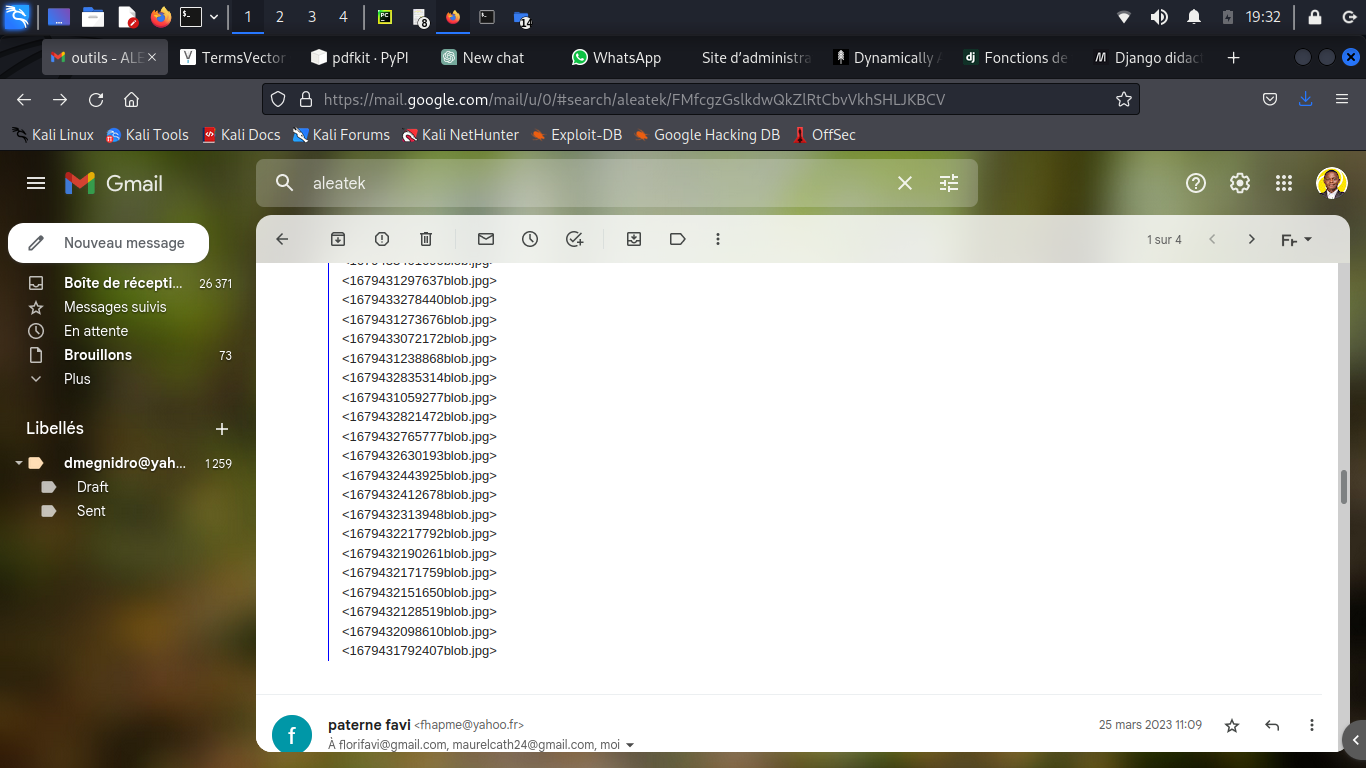 1 2 3 4 PC 8 14 19:32
outils - ALE TermsVector pdfkit · PyPI New chat WhatsApp Site d’administra Dynamically A Fonctions de Django didac
https://mail.google.com/mail/u/0/#search/aleatek/FMfcgzGslkdwQkZlRtCbvVkhSHLJKBCV
Kali Linux Kali Tools Kali Docs Kali Forums Kali NetHunter Exploit-DB Google Hacking DB OffSec
Gmail aleatek
Nouveau message 1 sur 4 Fr
Boîte de récepti... 26 371
Messages suivis
En attente
Brouillons 73
Plus
Libellés
dmegnidro@yah... 1 259
Draft
Sent
<1679431297637blob.jpg>
<1679433278440blob.jpg>
<1679431273676blob.jpg>
<1679433072172blob.jpg>
<1679431238868blob.jpg>
<1679432835314blob.jpg>
<1679431059277blob.jpg>
<1679432821472blob.jpg>
<1679432765777blob.jpg>
<1679432630193blob.jpg>
<1679432443925blob.jpg>
<1679432412678blob.jpg>
<1679432313948blob.jpg>
<1679432217792blob.jpg>
<1679432190261blob.jpg>
<1679432171759blob.jpg>
<1679432151650blob.jpg>
<1679432128519blob.jpg>
<1679432098610blob.jpg>
<1679431792407blob.jpg>
f paterne favi <fhapme@yahoo.fr> 25 mars 2023 11:09
À florifavi@gmail.com, maurelcath24@gmail.com, moi